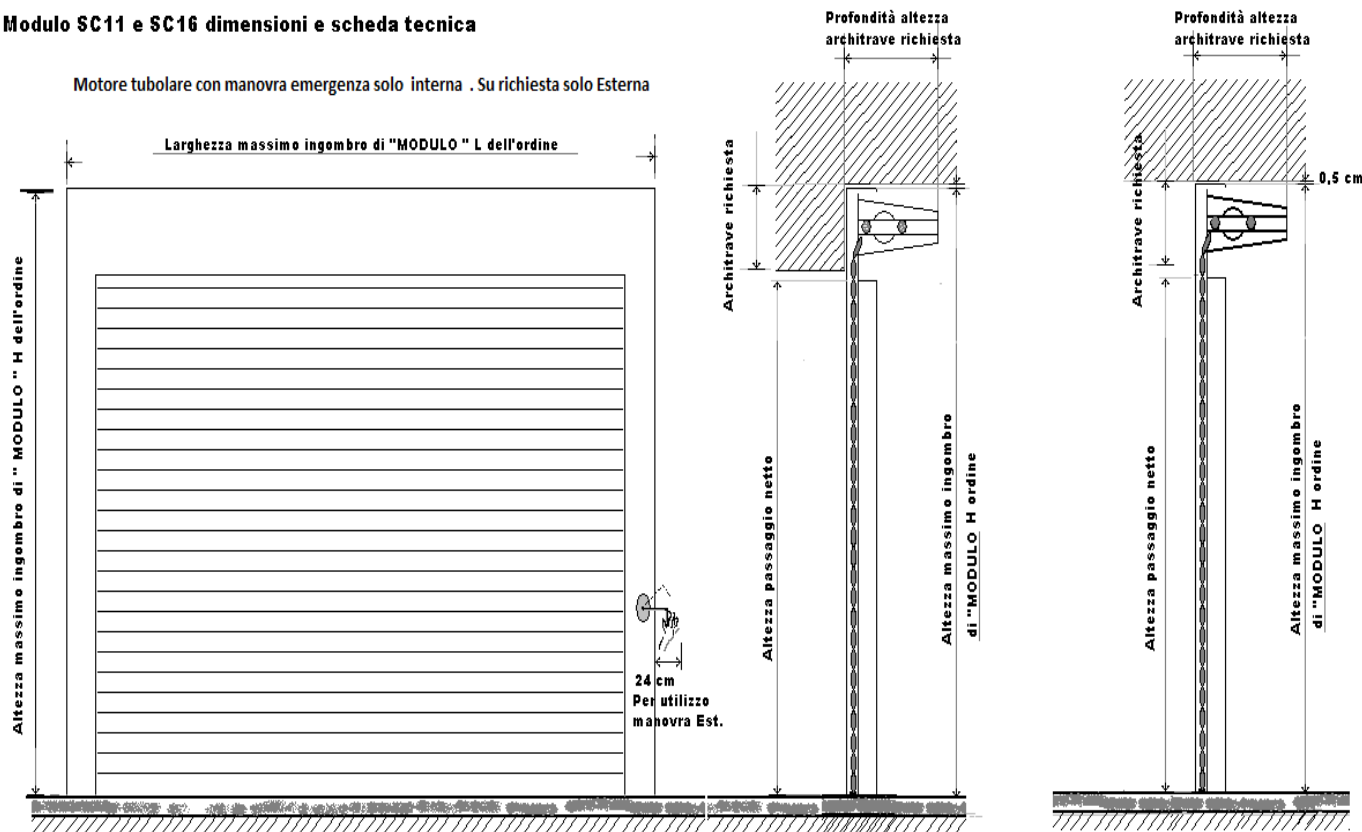 Modulo SC11 e SC16 dimensioni e scheda tecnica
Motore tubolare con manovra emergenza solo interna . Su richiesta solo Esterna
Larghezza massimo ingombro di "MODULO " L dell'ordine
Altezza massimo ingombro di " MODULO " H dell'ordine
24 cm
Per utilizzo
manovra Est.
Profondità altezza
architrave richiesta
Architrave richiesta
Altezza passaggio netto
Altezza massimo ingombro
di "MODULO H ordine
Profondità altezza
architrave richiesta
0,5 cm
Architrave richiesta
Altezza passaggio netto
Altezza massimo ingombro
di "MODULO H ordine